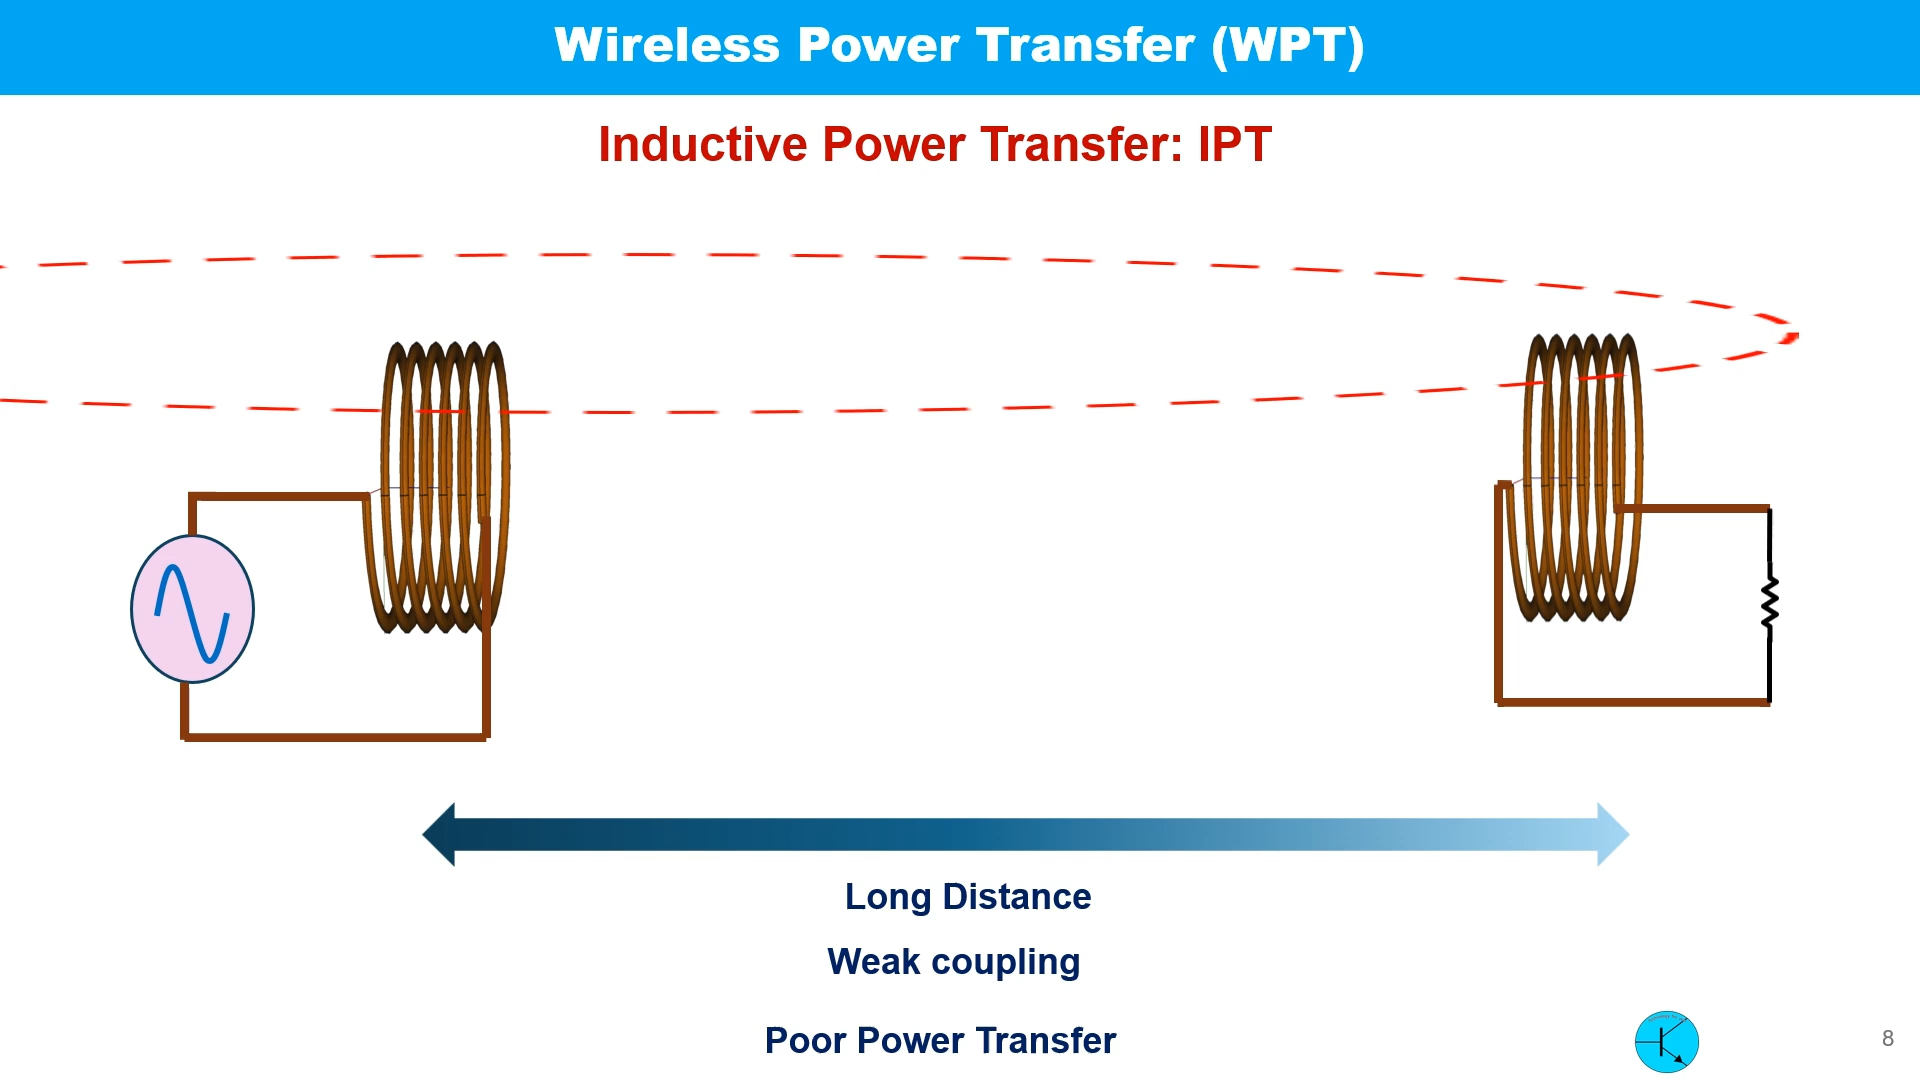 Wireless Power Transfer (WPT)
Inductive Power Transfer: IPT
Long Distance
Weak coupling
Poor Power Transfer
8